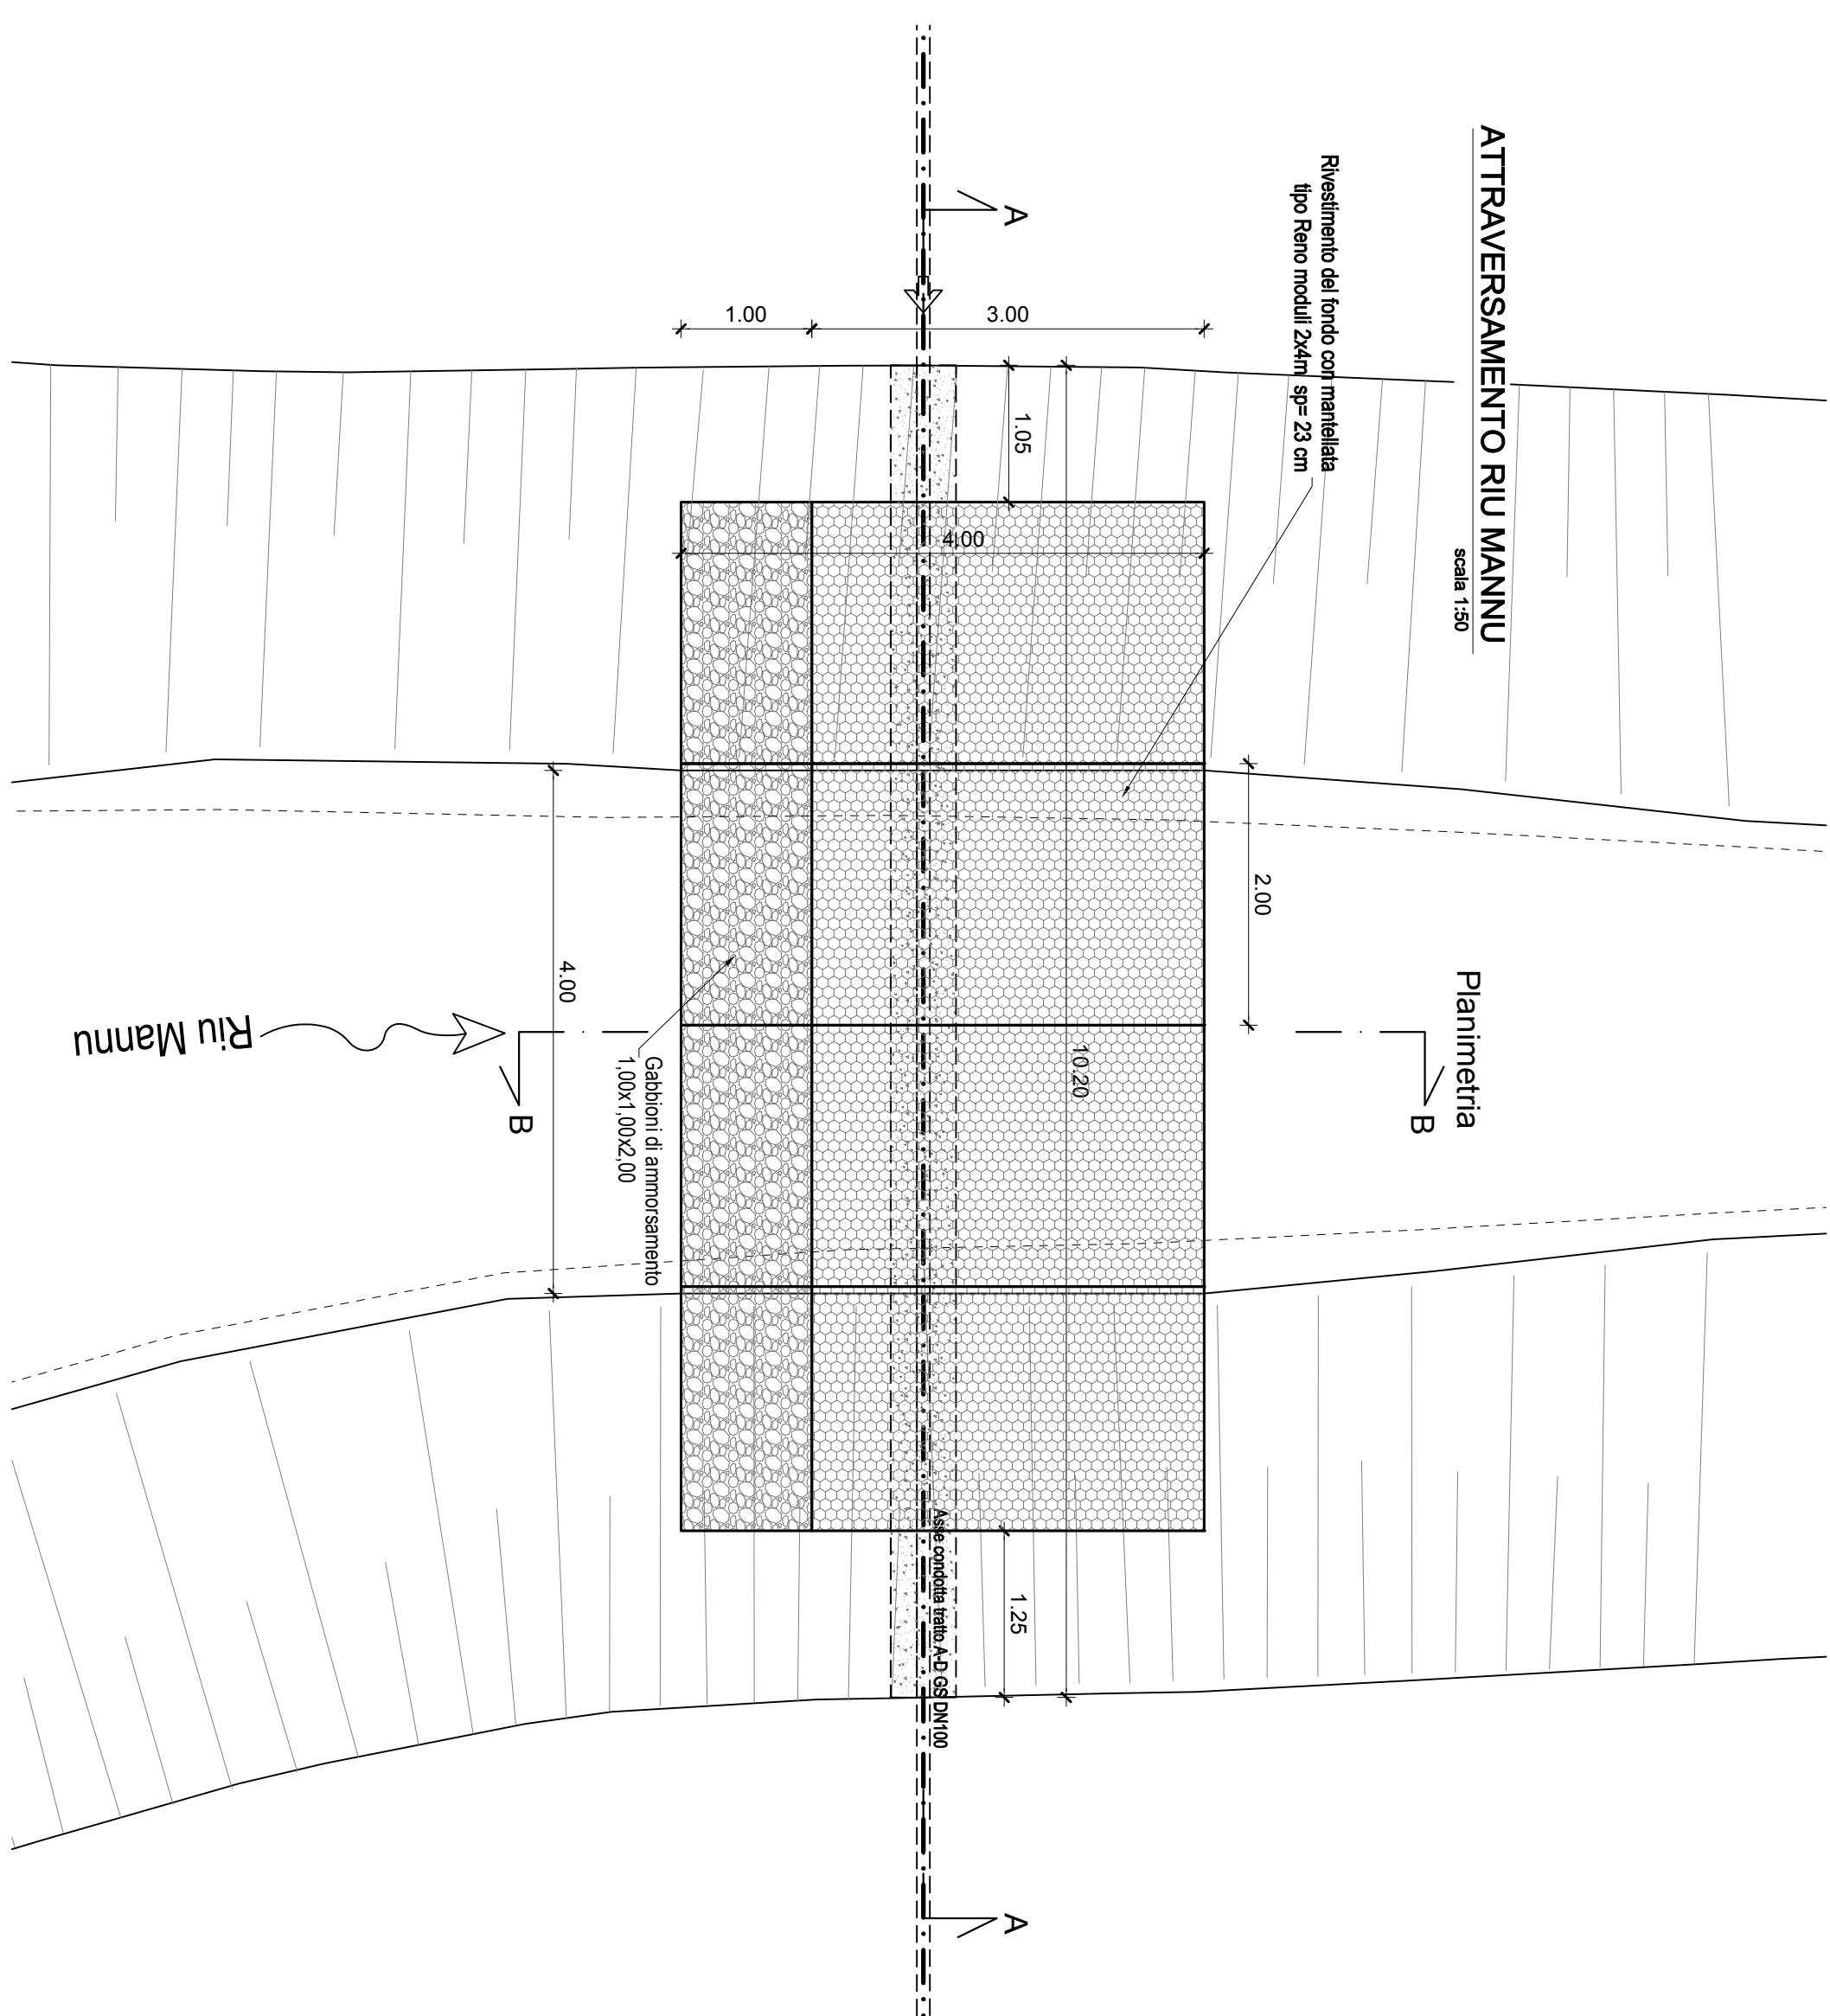 ATTRAVERSAMENTO RIU MANNU
scala 1:50
Planimetria
Rivestimento del fondo con mantellata
tipo Reno moduli 2x4m sp= 23 cm
A
1.00
3.00
1.05
4.00
2.00
4.00
10.20
B
B
Riu Mannu
Gabbioni di ammorsamento
1,00x1,00x2,00
Asse condotta tratto A-D GS DN100
1.25
A